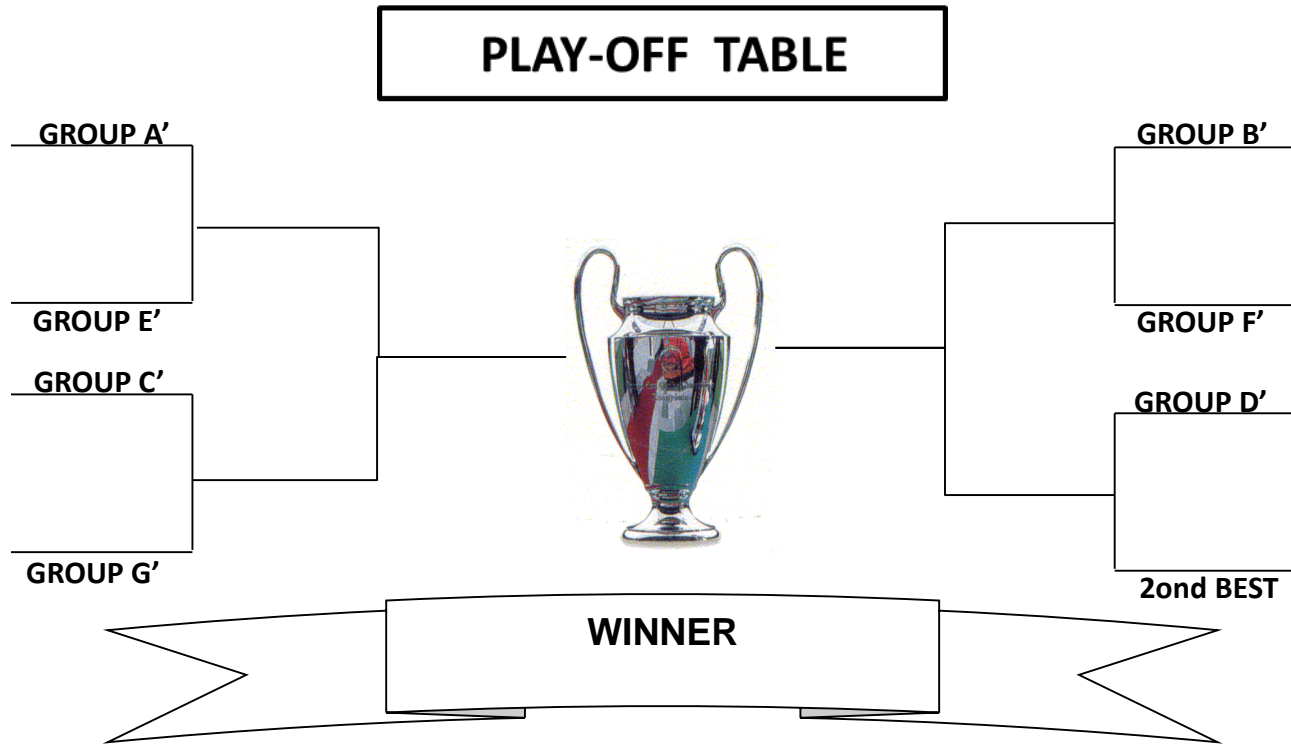 PLAY-OFF TABLE
GROUP A’
GROUP B’
GROUP E’
GROUP F’
GROUP C’
GROUP D’
GROUP G’
2ond BEST
WINNER